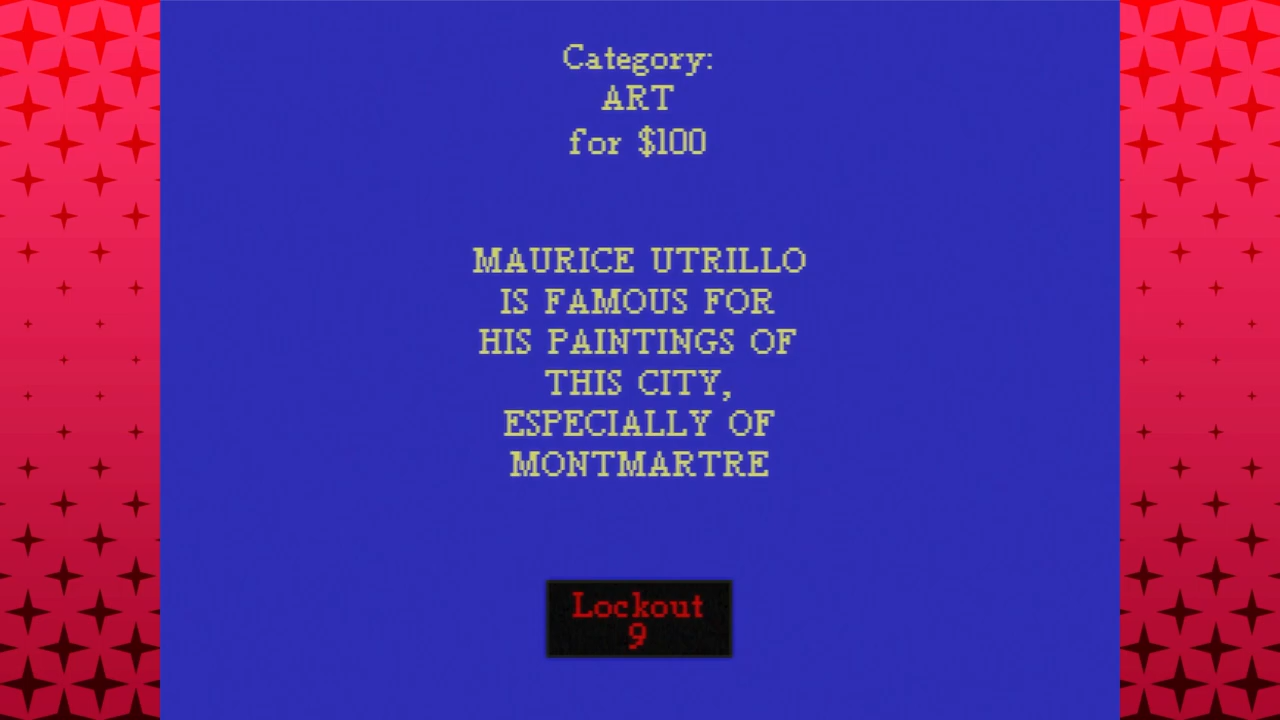 Category:
ART
for $100
MAURICE UTRILLO
IS FAMOUS FOR
HIS PAINTINGS OF
THIS CITY,
ESPECIALLY OF
MONTMARTRE
Lockout
9